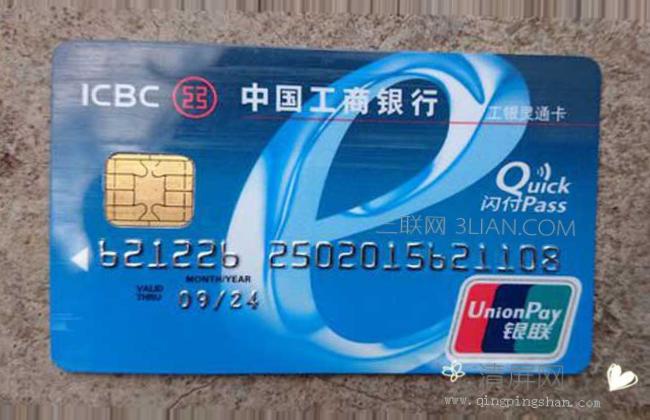 ICBC 中国工商银行
工银灵通卡
Quick
闪付Pass
三联网 3LIAN.COM
621226 2502015621108
MONTH/YEAR
VALID
THRU 09/24
UnionPay
银联
清屏网
www.qingpingshan.com